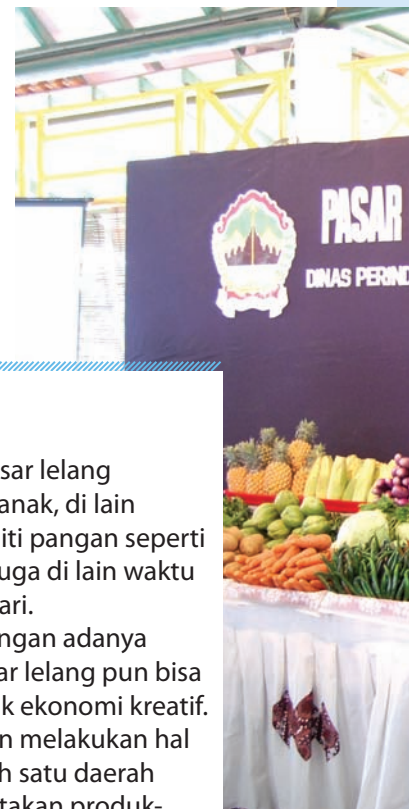 PASAR
DINAS PERIND
sar lelang
anak, di lain
iti pangan seperti
uga di lain waktu
ari.
ngan adanya
ar lelang pun bisa
k ekonomi kreatif.
n melakukan hal
h satu daerah
takan produk-